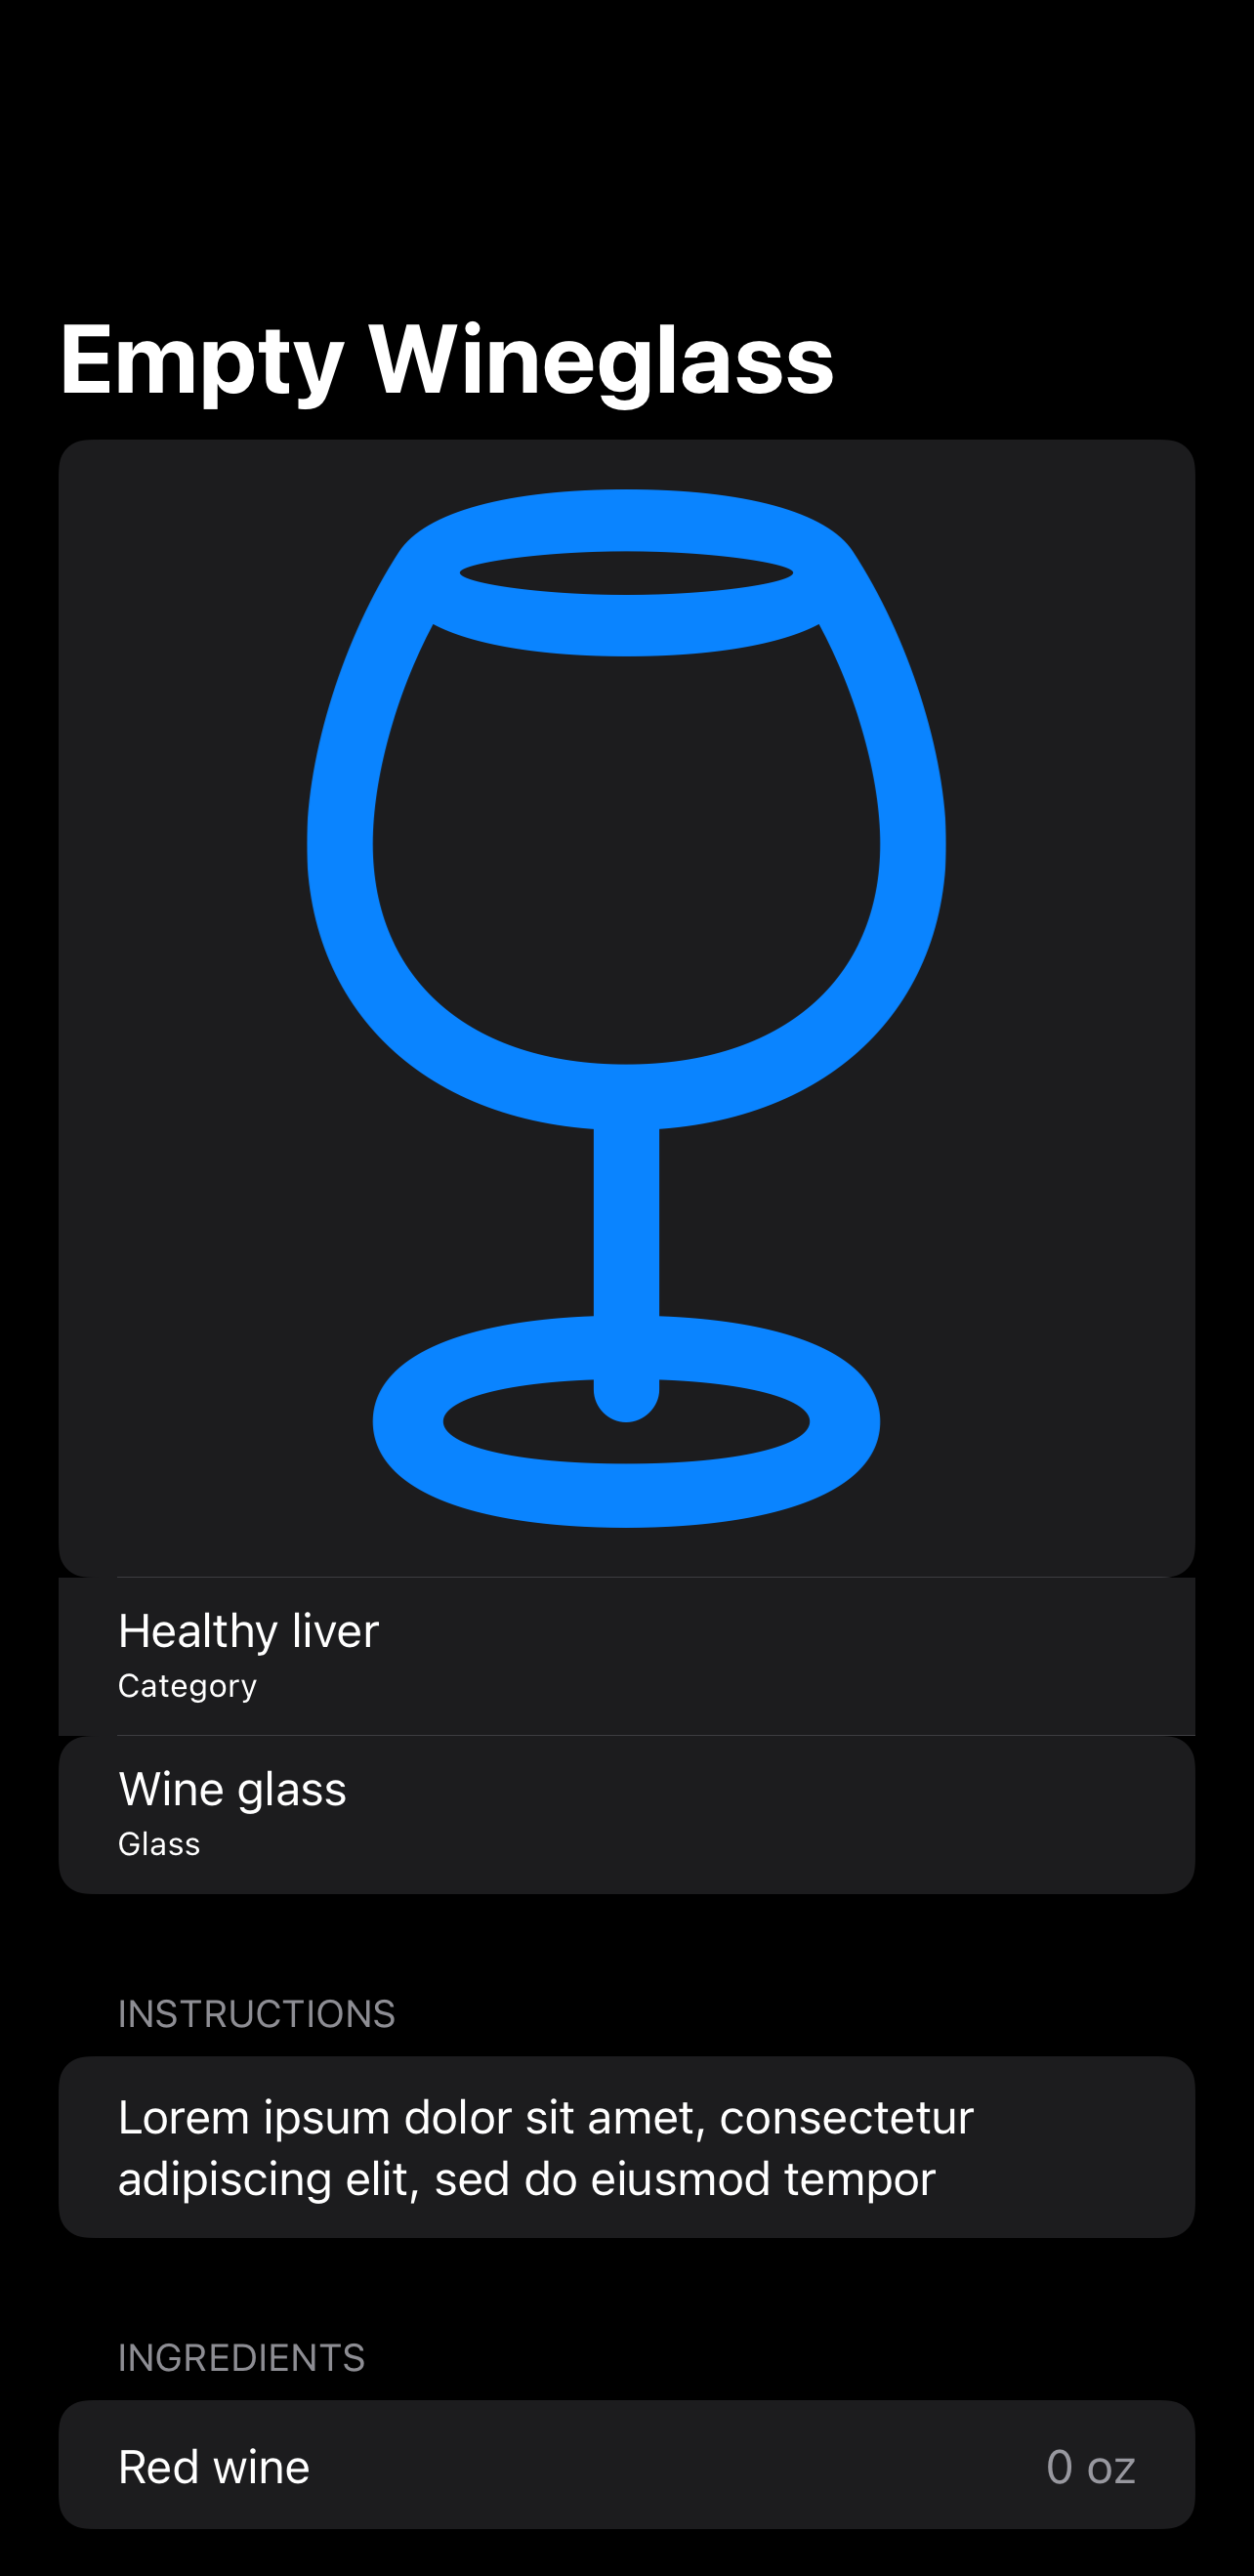 Empty Wineglass
Healthy liver
Category
Wine glass
Glass
INSTRUCTIONS
Lorem ipsum dolor sit amet, consectetur
adipiscing elit, sed do eiusmod tempor
INGREDIENTS
Red wine 0 oz